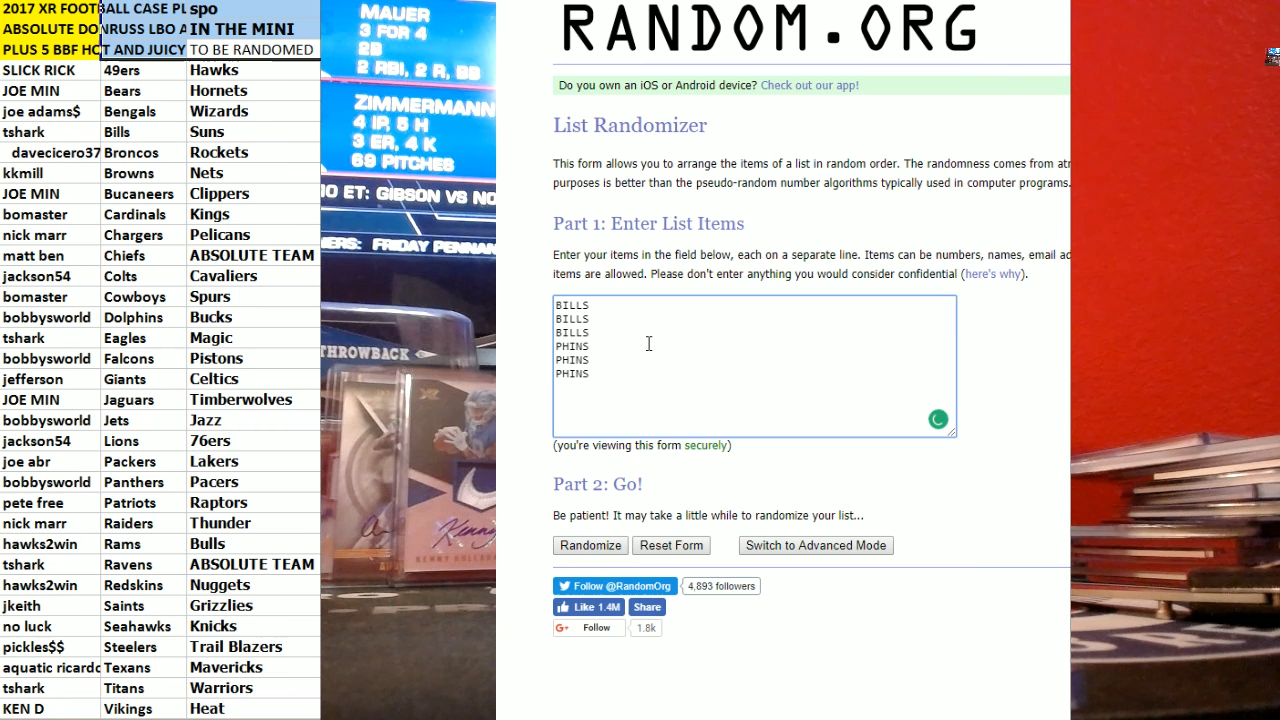 2017 XR FOOTBALL CASE PL spo
ABSOLUTE DO NRUSS LBO A IN THE MINI
PLUS 5 BBF HOT AND JUICY TO BE RANDOMED
SLICK RICK 49ers Hawks
JOE MIN Bears Hornets
joe adams$ Bengals Wizards
tshark Bills Suns
davecicero37 Broncos Rockets
kkmill Browns Nets
JOE MIN Bucaneers Clippers
bomaster Cardinals Kings
nick marr Chargers Pelicans
matt ben Chiefs ABSOLUTE TEAM
jackson54 Colts Cavaliers
bomaster Cowboys Spurs
bobbysworld Dolphins Bucks
tshark Eagles Magic
bobbysworld Falcons Pistons
jefferson Giants Celtics
JOE MIN Jaguars Timberwolves
bobbysworld Jets Jazz
jackson54 Lions 76ers
joe abr Packers Lakers
bobbysworld Panthers Pacers
pete free Patriots Raptors
nick marr Raiders Thunder
hawks2win Rams Bulls
tshark Ravens ABSOLUTE TEAM
hawks2win Redskins Nuggets
jkeith Saints Grizzlies
no luck Seahawks Knicks
pickles$$ Steelers Trail Blazers
aquatic ricardo Texans Mavericks
tshark Titans Warriors
KEN D Vikings Heat
MAUER
3 FOR 4
2B
2 RBI, 2 R, BB
ZIMMERMANN
4 IP, 5 H
3 ER, 4 K
69 PITCHES
IO ET: GIBSON VS NO
ERS: FRIDAY PENNAN
THROWBACK
XR
RANDOM.ORG
Do you own an iOS or Android device? Check out our app!
List Randomizer
This form allows you to arrange the items of a list in random order. The randomness comes from atr
purposes is better than the pseudo-random number algorithms typically used in computer programs.
Part 1: Enter List Items
Enter your items in the field below, each on a separate line. Items can be numbers, names, email ad
items are allowed. Please don't enter anything you would consider confidential (here's why).
BILLS
BILLS
BILLS
PHINS
PHINS
PHINS
(you're viewing this form securely)
Part 2: Go!
Be patient! It may take a little while to randomize your list...
Randomize Reset Form Switch to Advanced Mode
Follow @RandomOrg 4,893 followers
Like 1.4M Share
G+ Follow 1.8k